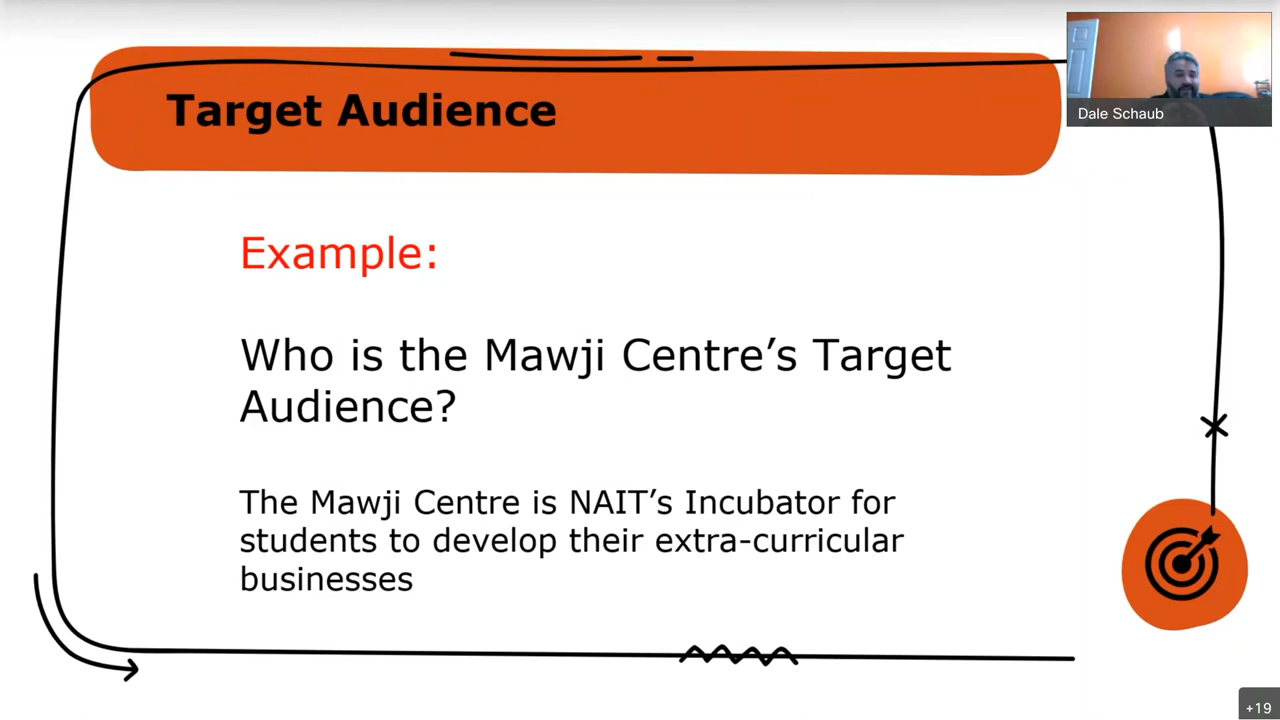 Target Audience
Dale Schaub
Example:
Who is the Mawji Centre’s Target
Audience?
The Mawji Centre is NAIT’s Incubator for
students to develop their extra-curricular
businesses
+19